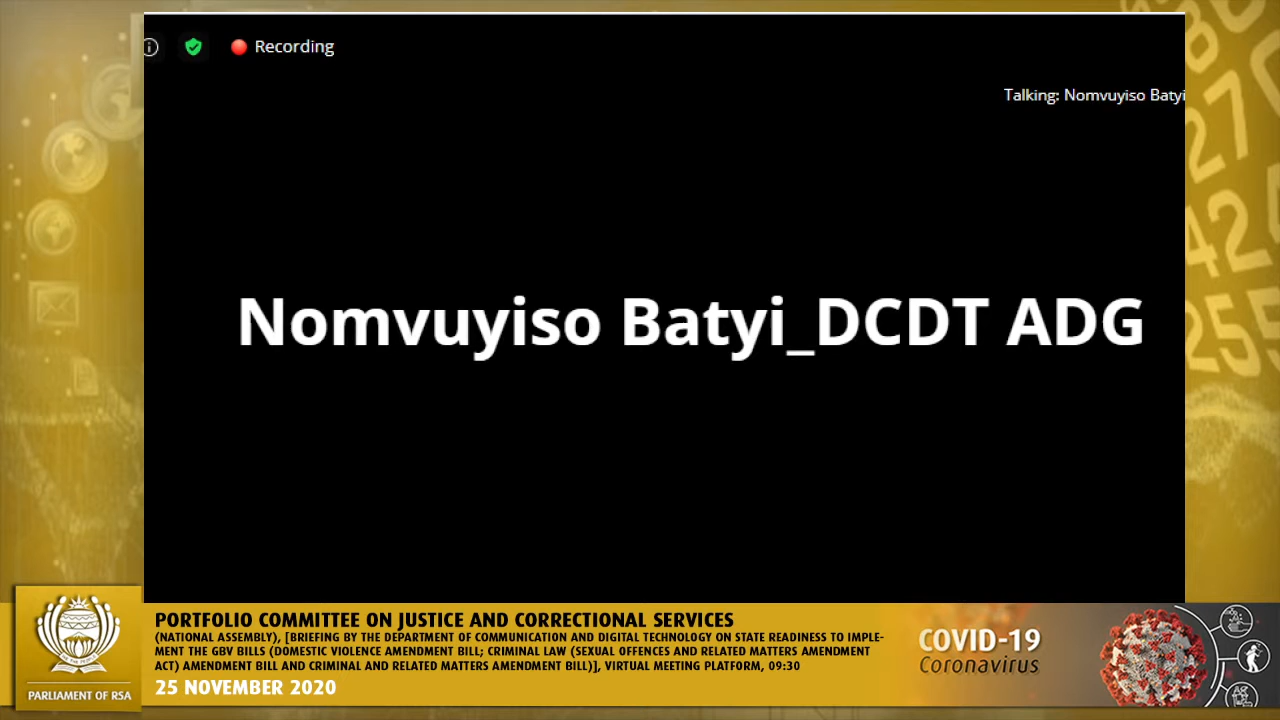 Recording
Talking: Nomvuyiso Batyi
Nomvuyiso Batyi_DCDT ADG
PORTFOLIO COMMITTEE ON JUSTICE AND CORRECTIONAL SERVICES
(NATIONAL ASSEMBLY), [BRIEFING BY THE DEPARTMENT OF COMMUNICATION AND DIGITAL TECHNOLOGY ON STATE READINESS TO IMPLE-
MENT THE GBV BILLS (DOMESTIC VIOLENCE AMENDMENT BILL; CRIMINAL LAW (SEXUAL OFFENCES AND RELATED MATTERS AMENDMENT
ACT) AMENDMENT BILL AND CRIMINAL AND RELATED MATTERS AMENDMENT BILL)], VIRTUAL MEETING PLATFORM, 09:30
25 NOVEMBER 2020
PARLIAMENT OF RSA
COVID-19
Coronavirus
27
42
255